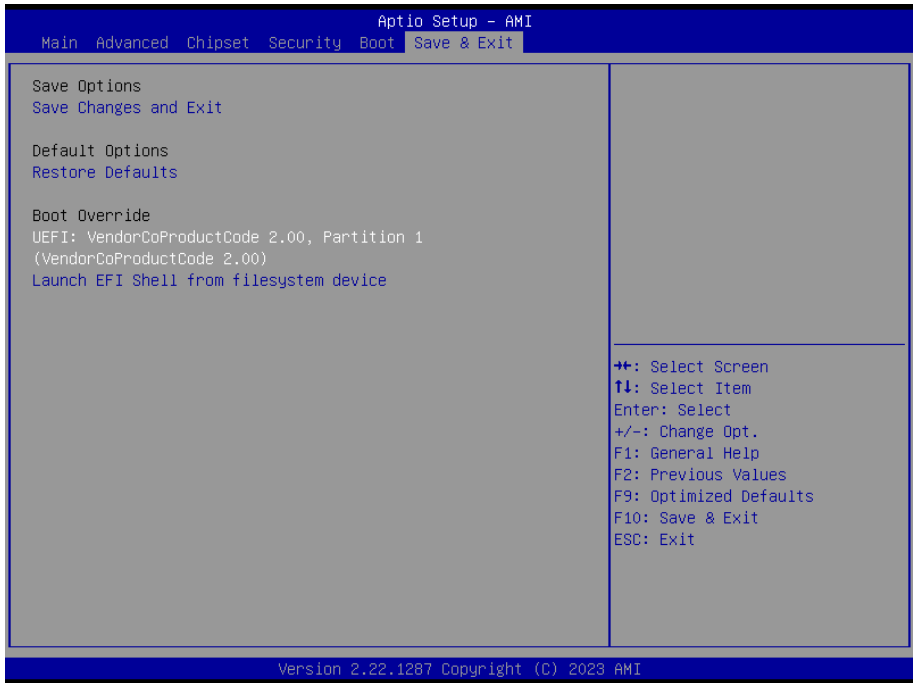 Aptio Setup – AMI
Main Advanced Chipset Security Boot Save & Exit
Save Options
Save Changes and Exit
Default Options
Restore Defaults
Boot Override
UEFI: VendorCoProductCode 2.00, Partition 1
(VendorCoProductCode 2.00)
Launch EFI Shell from filesystem device
→←: Select Screen
↑↓: Select Item
Enter: Select
+/-: Change Opt.
F1: General Help
F2: Previous Values
F9: Optimized Defaults
F10: Save & Exit
ESC: Exit
Version 2.22.1287 Copyright (C) 2023 AMI